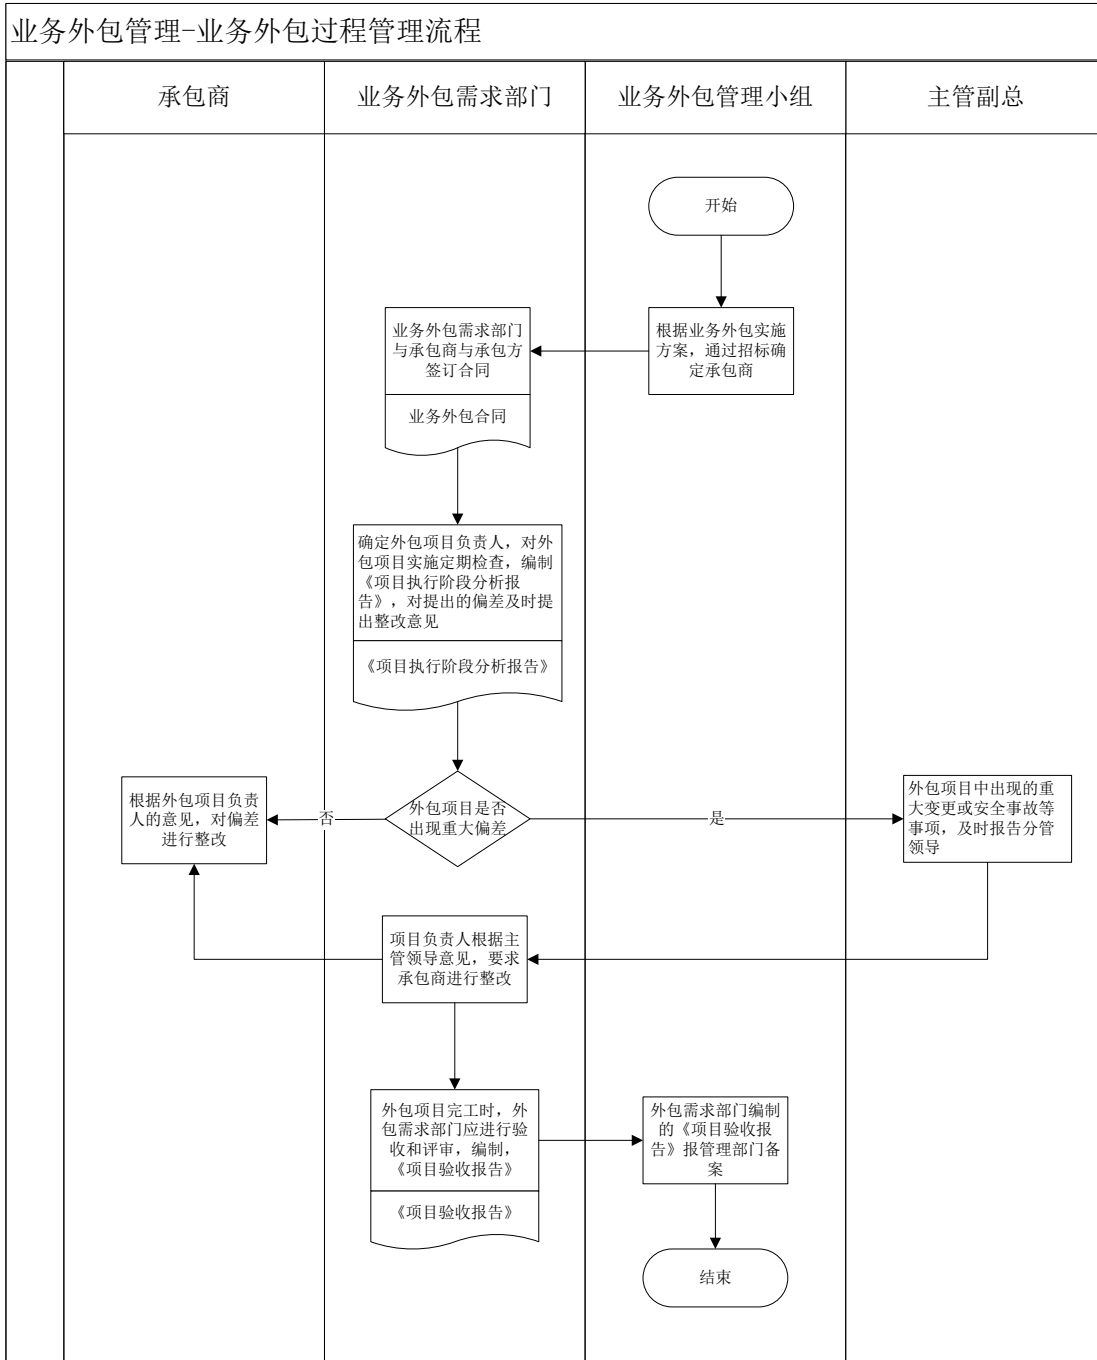 业务外包管理-业务外包过程管理流程
承包商
业务外包需求部门
业务外包管理小组
主管副总
开始
根据业务外包实施
方案，通过招标确
定承包商
业务外包需求部门
与承包商与承包方
签订合同
业务外包合同
确定外包项目负责人，对外
包项目实施定期检查，编制
《项目执行阶段分析报
告》，对提出的偏差及时提
出整改意见
《项目执行阶段分析报告》
外包项目是否
出现重大偏差
否
是
根据外包项目负责
人的意见，对偏差
进行整改
外包项目中出现的重
大变更或安全事故等
事项，及时报告分管
领导
项目负责人根据主
管领导意见，要求
承包商进行整改
外包项目完工时，外
包需求部门应进行验
收和评审，编制，
《项目验收报告》
《项目验收报告》
外包需求部门编制
的《项目验收报
告》报管理部门备
案
结束